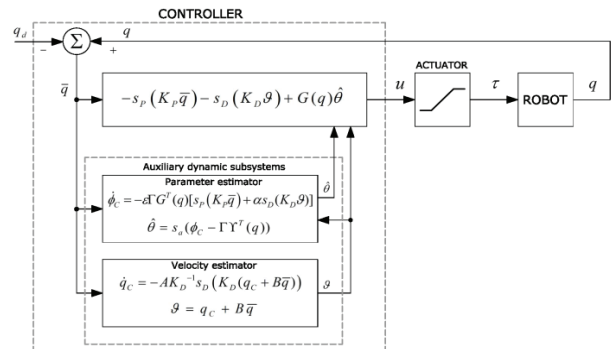 CONTROLLER
q_d
−
Σ
+
q
q̄
−s_P(K_P q̄)−s_D(K_D ϑ)+G(q)θ̂
u
ACTUATOR
τ
ROBOT
q
Auxiliary dynamic subsystems
Parameter estimator
φ̇_C=−εΓG^T(q)[s_P(K_P q̄)+αs_D(K_D ϑ)]
θ̂=s_a(φ_C−ΓΥ^T(q))
θ̂
Velocity estimator
q̇_C=−AK_D^{−1}s_D(K_D(q_C+Bq̄))
ϑ=q_C+Bq̄
ϑ